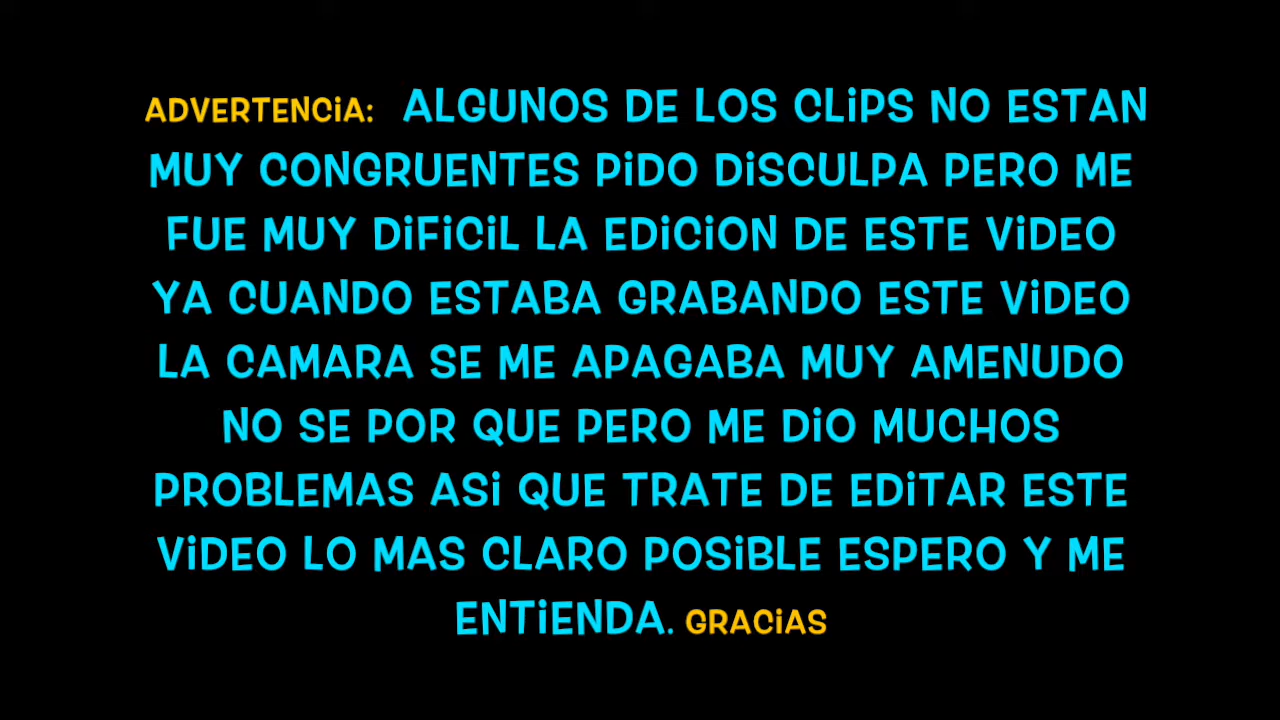 ADVERTENCiA: ALGUNOS DE LOS CLiPS NO ESTAN
MUY CONGRUENTES PiDO DiSCULPA PERO ME
FUE MUY DiFiCiL LA EDiCiON DE ESTE ViDEO
YA CUANDO ESTABA GRABANDO ESTE ViDEO
LA CAMARA SE ME APAGABA MUY AMENUDO
NO SE POR QUE PERO ME DiO MUCHOS
PROBLEMAS ASi QUE TRATE DE EDiTAR ESTE
ViDEO LO MAS CLARO POSiBLE ESPERO Y ME
ENTiENDA. GRACiAS